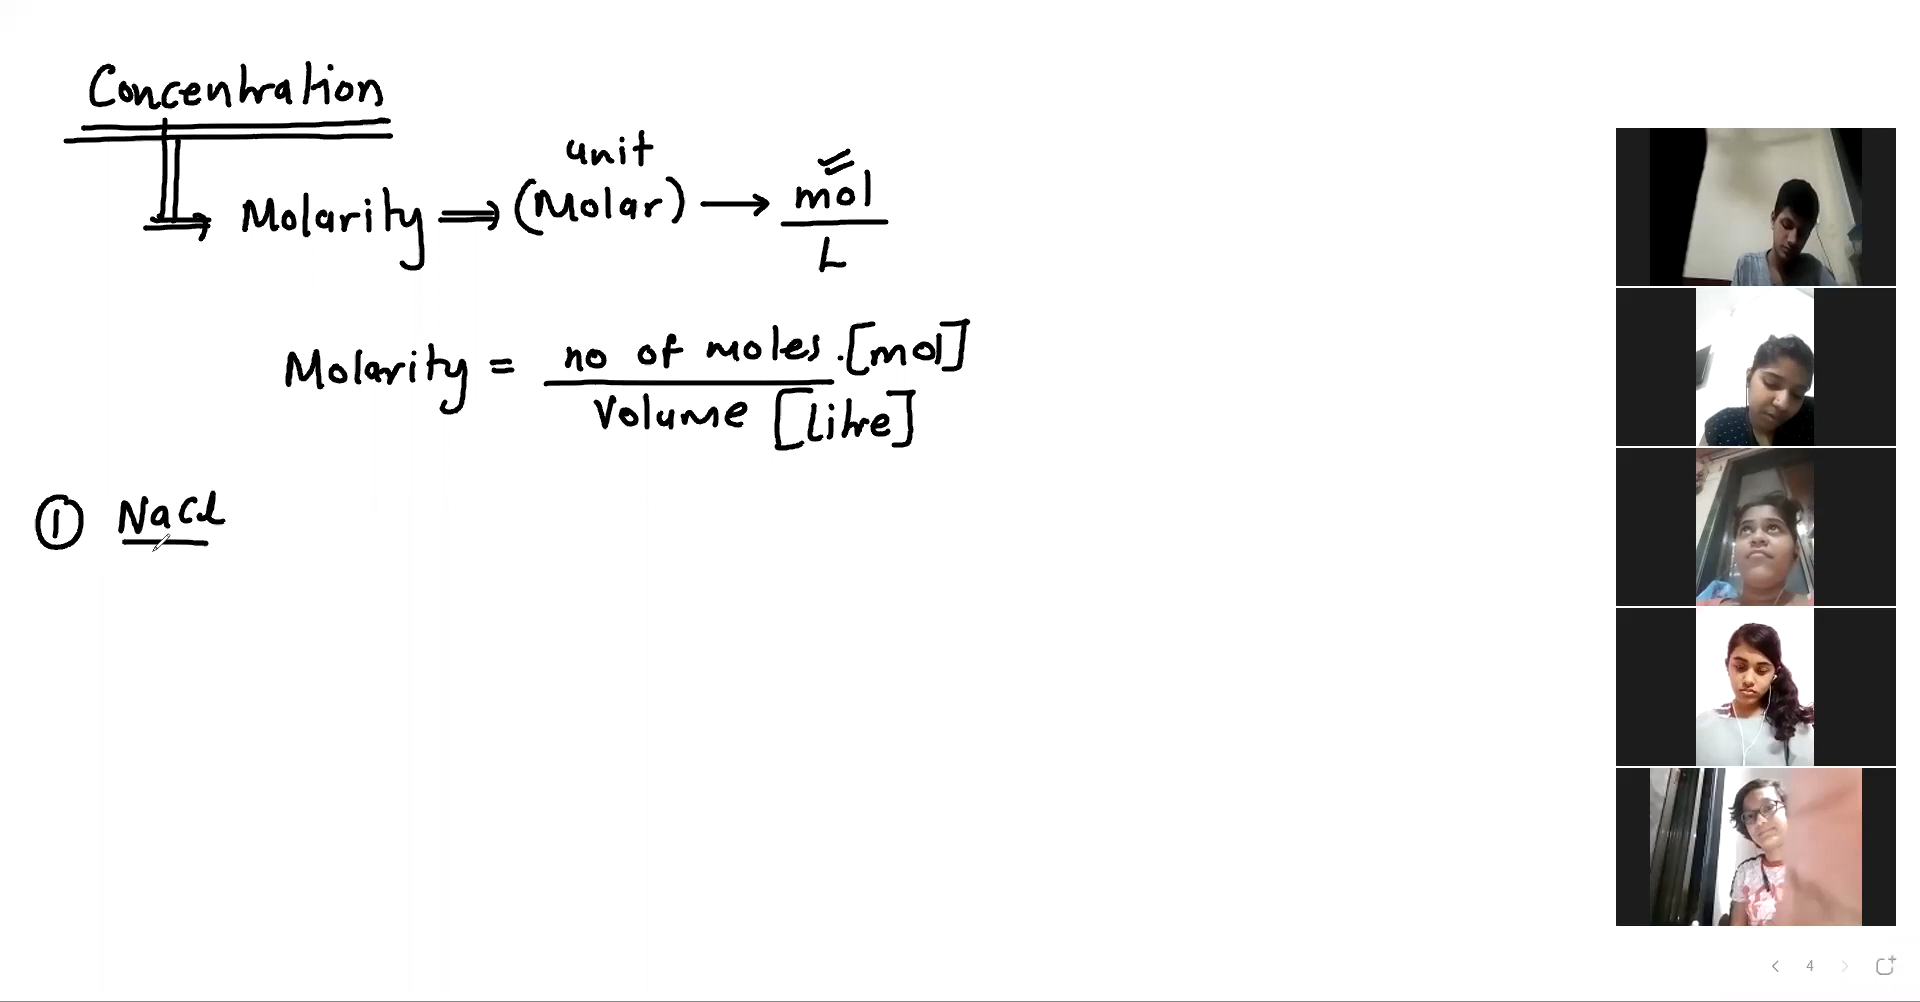 Concentration
unit
Molarity ⇒ (Molar) → mol
L
Molarity = no of moles . [mol]
Volume [litre]
① NaCl
4